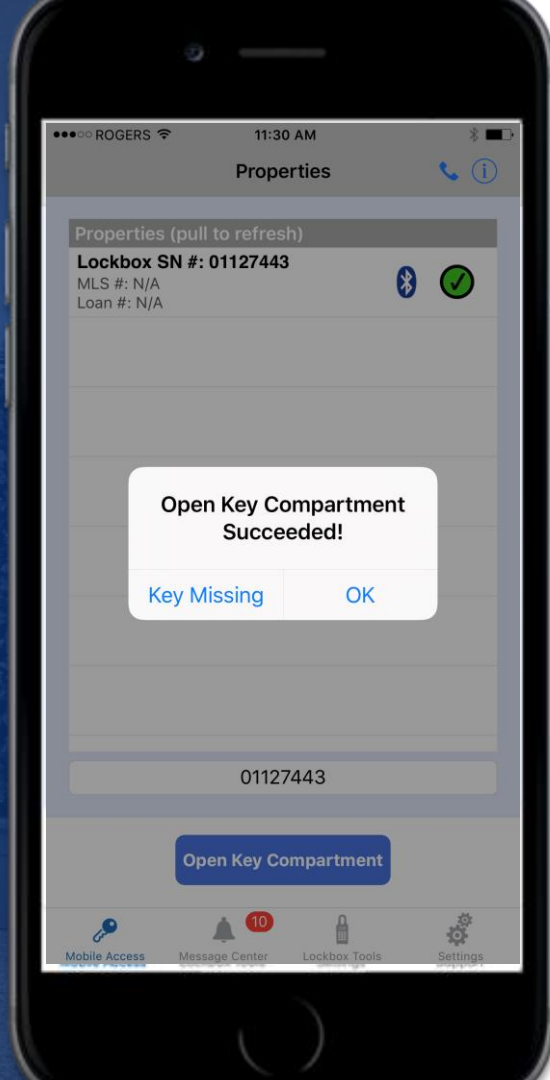 ROGERS 11:30 AM
Properties
Properties (pull to refresh)
Lockbox SN #: 01127443
MLS #: N/A
Loan #: N/A
Open Key Compartment
Succeeded!
Key Missing OK
01127443
Open Key Compartment
10
Mobile Access Message Center Lockbox Tools Settings